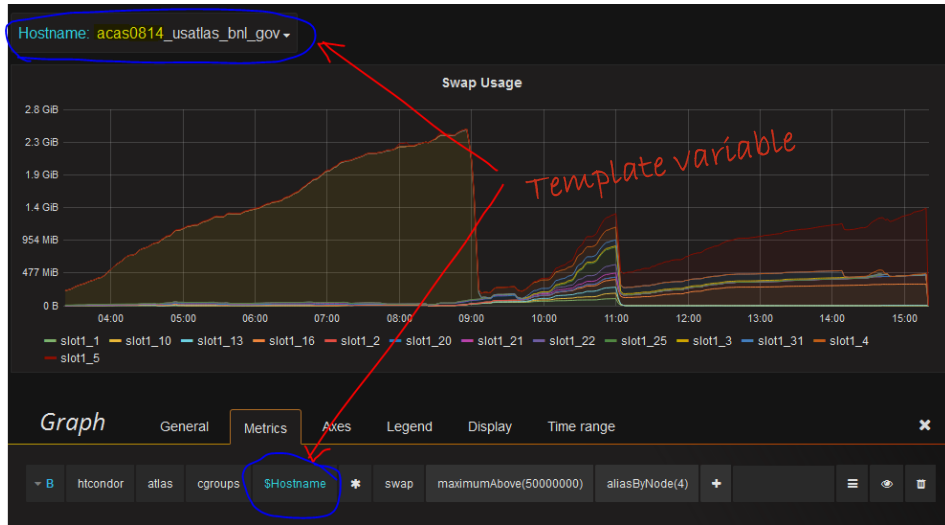 Hostname: acas0814_usatlas_bnl_gov
Swap Usage
2.8 GiB
2.3 GiB
1.9 GiB
1.4 GiB
954 MiB
477 MiB
0 B
Template variable
04:00 05:00 06:00 07:00 08:00 09:00 10:00 11:00 12:00 13:00 14:00 15:00
slot1_1 slot1_10 slot1_13 slot1_16 slot1_2 slot1_20 slot1_21 slot1_22 slot1_25 slot1_3 slot1_31 slot1_4
slot1_5
Graph General Metrics Axes Legend Display Time range
B htcondor atlas cgroups $Hostname * swap maximumAbove(50000000) aliasByNode(4) +